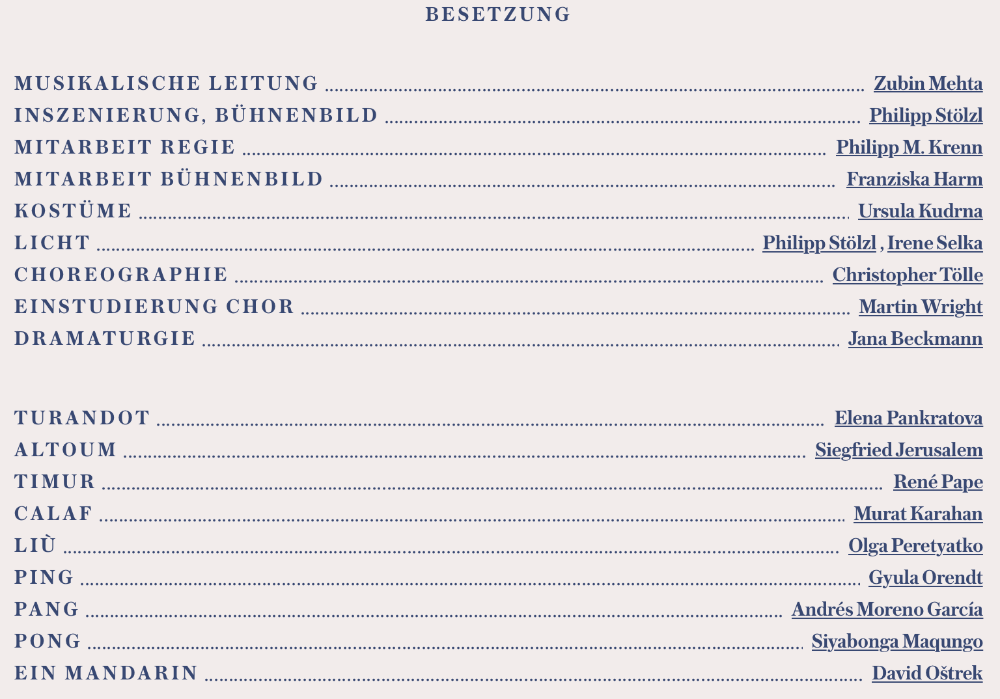 BESETZUNG
MUSIKALISCHE LEITUNG Zubin Mehta
INSZENIERUNG, BÜHNENBILD Philipp Stölzl
MITARBEIT REGIE Philipp M. Krenn
MITARBEIT BÜHNENBILD Franziska Harm
KOSTÜME Ursula Kudrna
LICHT Philipp Stölzl , Irene Selka
CHOREOGRAPHIE Christopher Tölle
EINSTUDIERUNG CHOR Martin Wright
DRAMATURGIE Jana Beckmann
TURANDOT Elena Pankratova
ALTOUM Siegfried Jerusalem
TIMUR René Pape
CALAF Murat Karahan
LIÙ Olga Peretyatko
PING Gyula Orendt
PANG Andrés Moreno García
PONG Siyabonga Maqungo
EIN MANDARIN David Oštrek